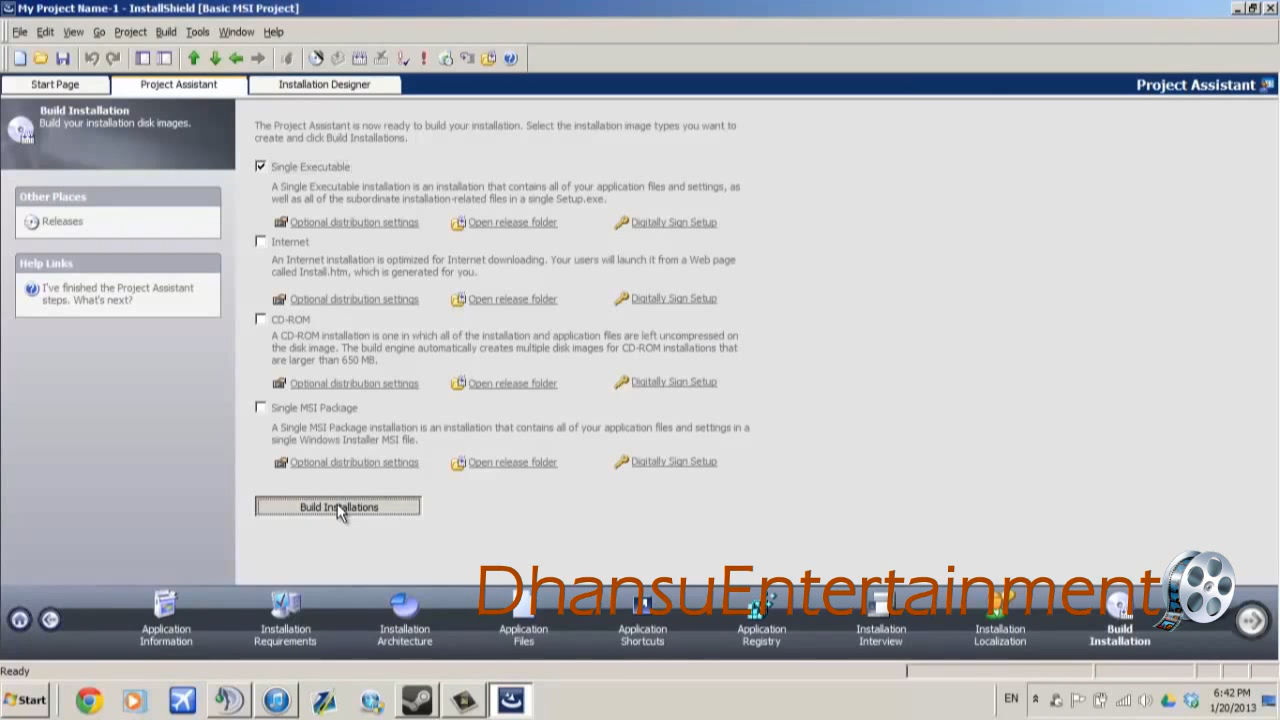 My Project Name-1 - InstallShield [Basic MSI Project]
File Edit View Go Project Build Tools Window Help
Start Page Project Assistant Installation Designer Project Assistant
Build Installation
Build your installation disk images.
Other Places
Releases
Help Links
I've finished the Project Assistant
steps. What's next?
The Project Assistant is now ready to build your installation. Select the installation image types you want to
create and click Build Installations.
Single Executable
A Single Executable installation is an installation that contains all of your application files and settings, as
well as all of the subordinate installation-related files in a single Setup.exe.
Optional distribution settings Open release folder Digitally Sign Setup
Internet
An Internet installation is optimized for Internet downloading. Your users will launch it from a Web page
called Install.htm, which is generated for you.
Optional distribution settings Open release folder Digitally Sign Setup
CD-ROM
A CD-ROM installation is one in which all of the installation and application files are left uncompressed on
the disk image. The build engine automatically creates multiple disk images for CD-ROM installations that
are larger than 650 MB.
Optional distribution settings Open release folder Digitally Sign Setup
Single MSI Package
A Single MSI Package installation is an installation that contains all of your application files and settings in a
single Windows Installer MSI file.
Optional distribution settings Open release folder Digitally Sign Setup
Build Installations
DhansuEntertainment
Application Information
Installation Requirements
Installation Architecture
Application Files
Application Shortcuts
Application Registry
Installation Interview
Installation Localization
Build Installation
Ready
Start
EN
6:42 PM
1/20/2013